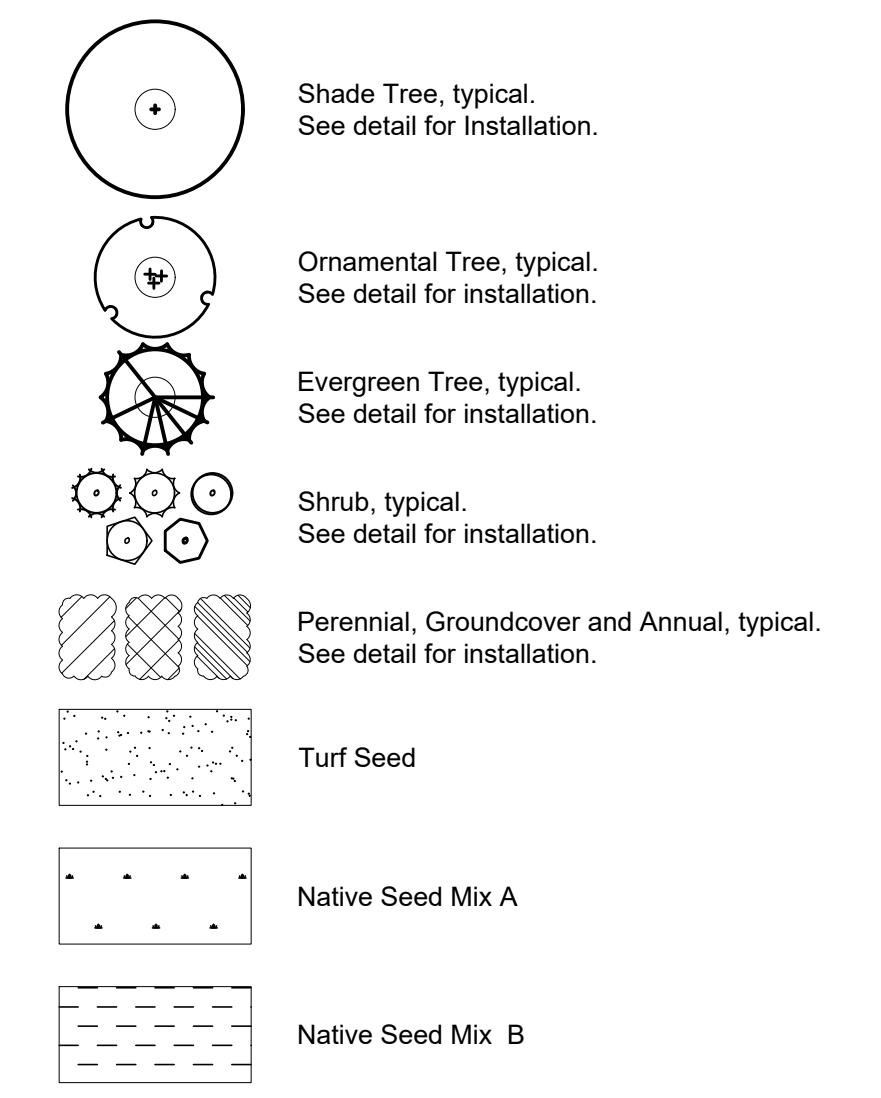 Shade Tree, typical.
See detail for Installation.
Ornamental Tree, typical.
See detail for installation.
Evergreen Tree, typical.
See detail for installation.
Shrub, typical.
See detail for installation.
Perennial, Groundcover and Annual, typical.
See detail for installation.
Turf Seed
Native Seed Mix A
Native Seed Mix  B